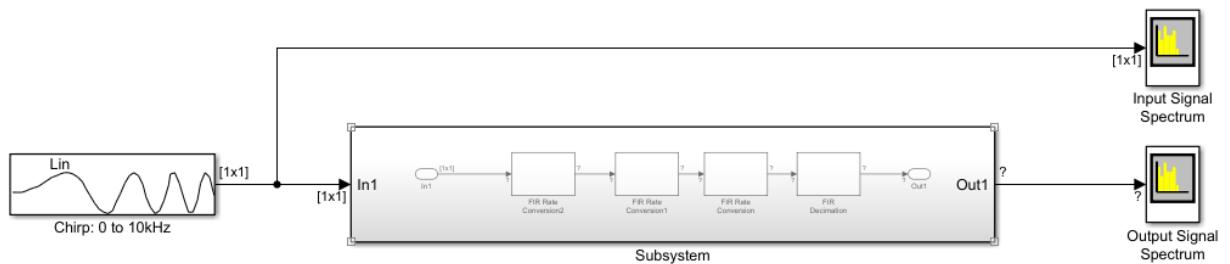 [1x1]
Input Signal
Spectrum
Lin
[1x1]
[1x1]
Chirp: 0 to 10kHz
In1
[1x1]
In1
?
?
FIR Rate
Conversion2
?
?
FIR Rate
Conversion1
?
?
FIR Rate
Conversion
?
?
FIR
Decimation
?
?
Out1
Out1
?
Subsystem
?
Output Signal
Spectrum